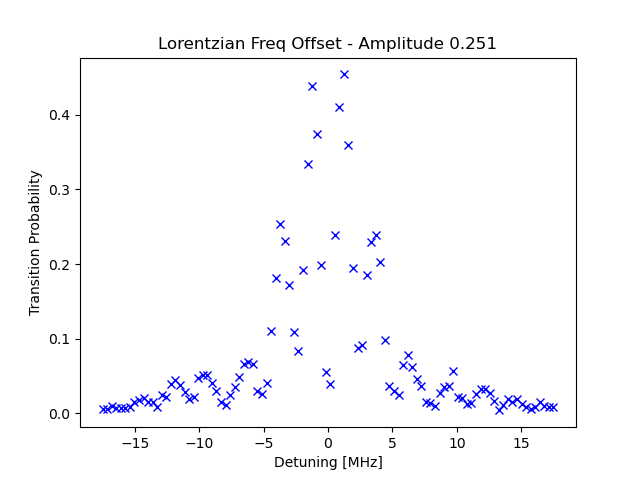 Lorentzian Freq Offset - Amplitude 0.251
Transition Probability
0.4
0.3
0.2
0.1
0.0
−15 −10 −5 0 5 10 15
Detuning [MHz]